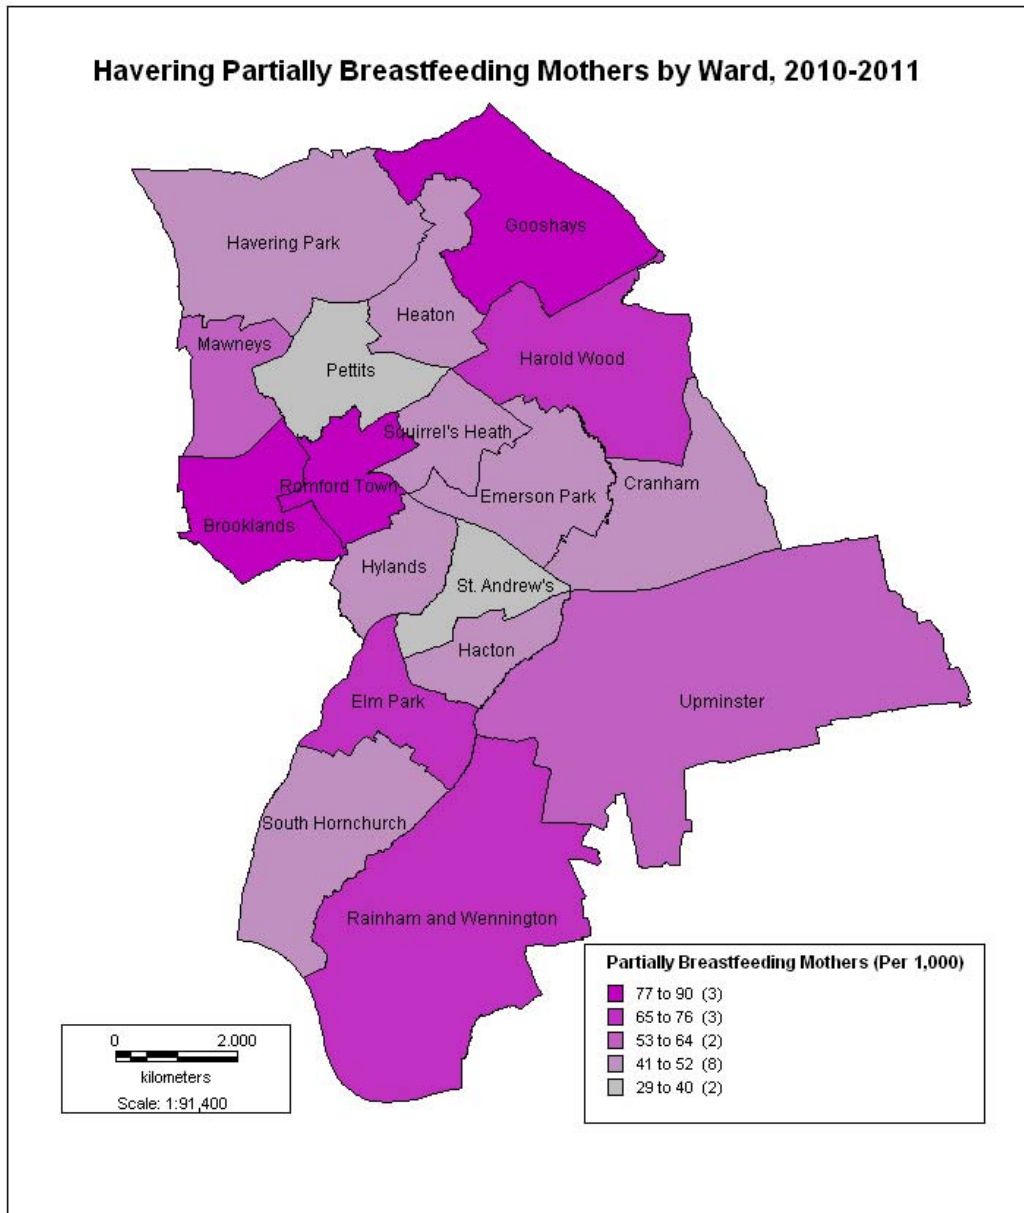 Havering Partially Breastfeeding Mothers by Ward, 2010-2011
Gooshays
Havering Park
Heaton
Mawneys
Harold Wood
Pettits
Squirrel's Heath
Cranham
Romford Town
Emerson Park
Brooklands
Hylands
St. Andrew's
Hacton
Elm Park
Upminster
South Hornchurch
Rainham and Wennington
Partially Breastfeeding Mothers (Per 1,000)
77 to 90 (3)
65 to 76 (3)
53 to 64 (2)
41 to 52 (8)
29 to 40 (2)
0 2.000
kilometers
Scale: 1:91,400